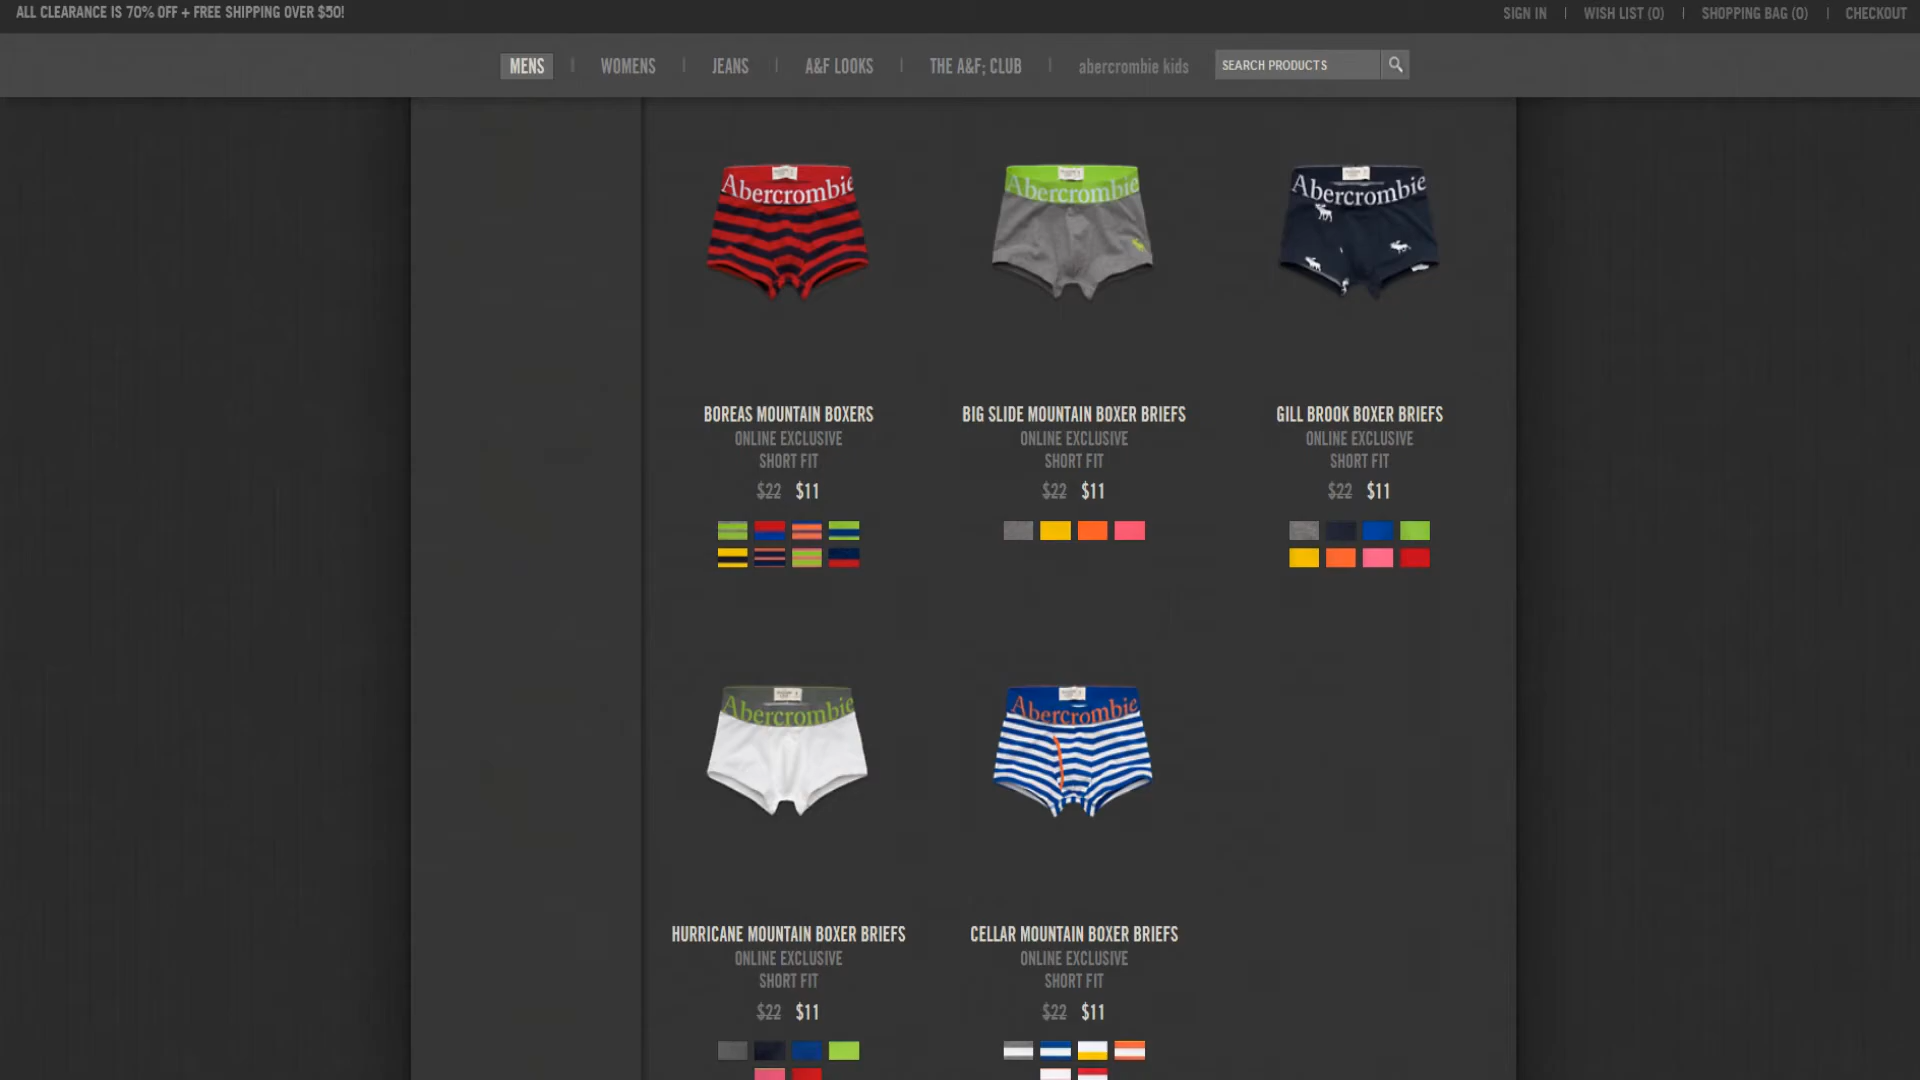 ALL CLEARANCE IS 70% OFF + FREE SHIPPING OVER $50!
SIGN IN | WISH LIST (0) | SHOPPING BAG (0) | CHECKOUT
MENS | WOMENS | JEANS | A&F LOOKS | THE A&F; CLUB | abercrombie kids
SEARCH PRODUCTS
Abercrombie
Abercrombie
Abercrombie
BOREAS MOUNTAIN BOXERS
ONLINE EXCLUSIVE
SHORT FIT
$22 $11
BIG SLIDE MOUNTAIN BOXER BRIEFS
ONLINE EXCLUSIVE
SHORT FIT
$22 $11
GILL BROOK BOXER BRIEFS
ONLINE EXCLUSIVE
SHORT FIT
$22 $11
Abercrombie
Abercrombie
HURRICANE MOUNTAIN BOXER BRIEFS
ONLINE EXCLUSIVE
SHORT FIT
$22 $11
CELLAR MOUNTAIN BOXER BRIEFS
ONLINE EXCLUSIVE
SHORT FIT
$22 $11